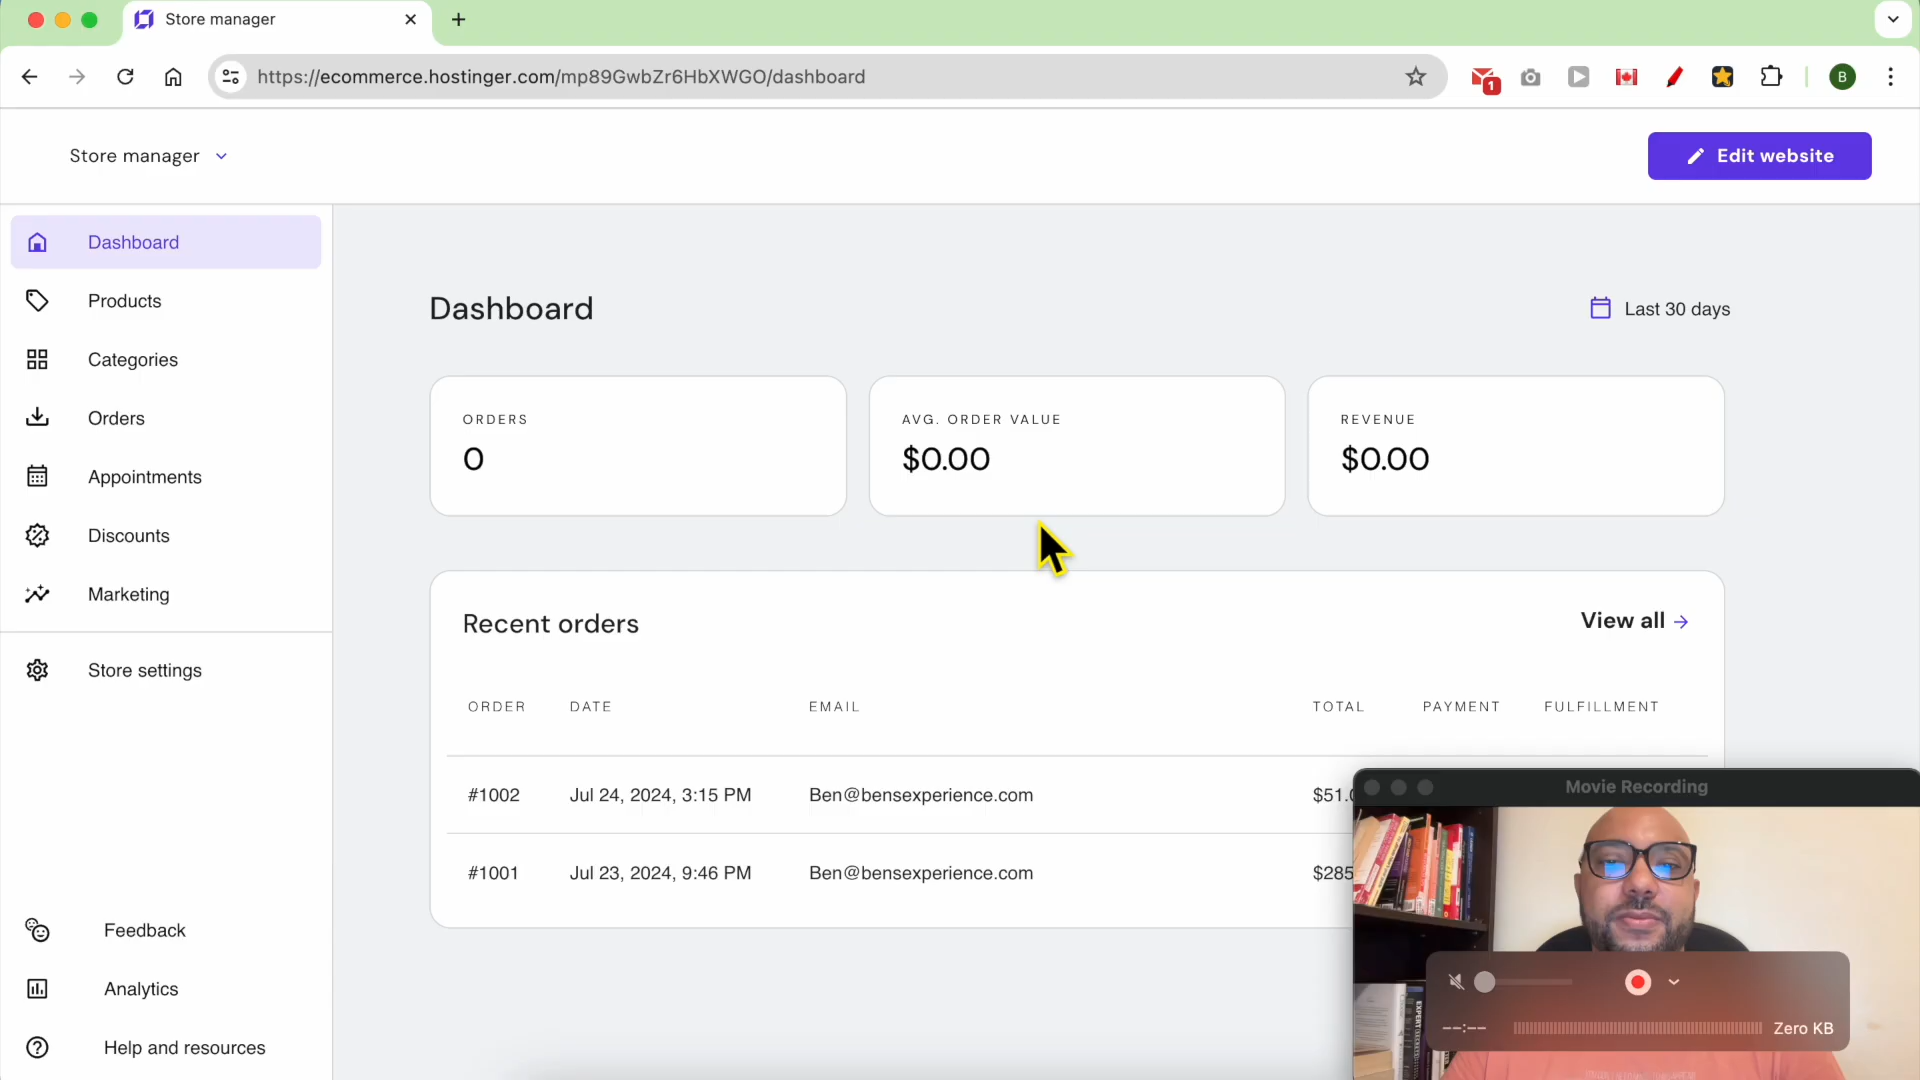 Store manager
https://ecommerce.hostinger.com/mp89GwbZr6HbXWGO/dashboard
1
B
Store manager
Edit website
Dashboard
Products
Categories
Orders
Appointments
Discounts
Marketing
Store settings
Feedback
Analytics
Help and resources
Dashboard
Last 30 days
ORDERS
0
AVG. ORDER VALUE
$0.00
REVENUE
$0.00
Recent orders
View all
ORDER DATE EMAIL TOTAL PAYMENT FULFILLMENT
#1002 Jul 24, 2024, 3:15 PM Ben@bensexperience.com $51.0
#1001 Jul 23, 2024, 9:46 PM Ben@bensexperience.com $285
Movie Recording
--:--
Zero KB